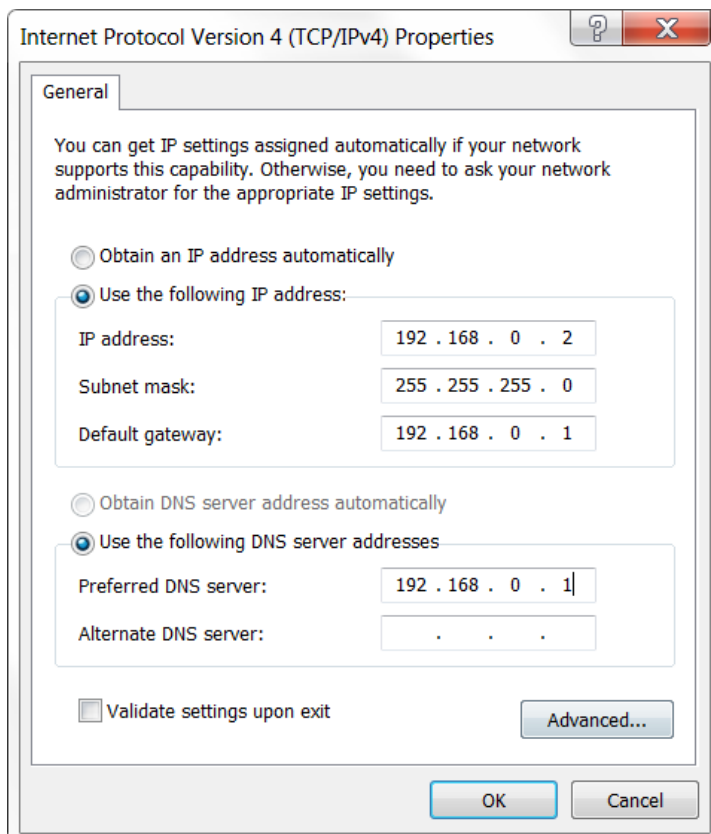 Internet Protocol Version 4 (TCP/IPv4) Properties
General
You can get IP settings assigned automatically if your network
supports this capability. Otherwise, you need to ask your network
administrator for the appropriate IP settings.
Obtain an IP address automatically
Use the following IP address:
IP address: 192 . 168 . 0 . 2
Subnet mask: 255 . 255 . 255 . 0
Default gateway: 192 . 168 . 0 . 1
Obtain DNS server address automatically
Use the following DNS server addresses
Preferred DNS server: 192 . 168 . 0 . 1
Alternate DNS server: . . .
Validate settings upon exit
Advanced...
OK Cancel